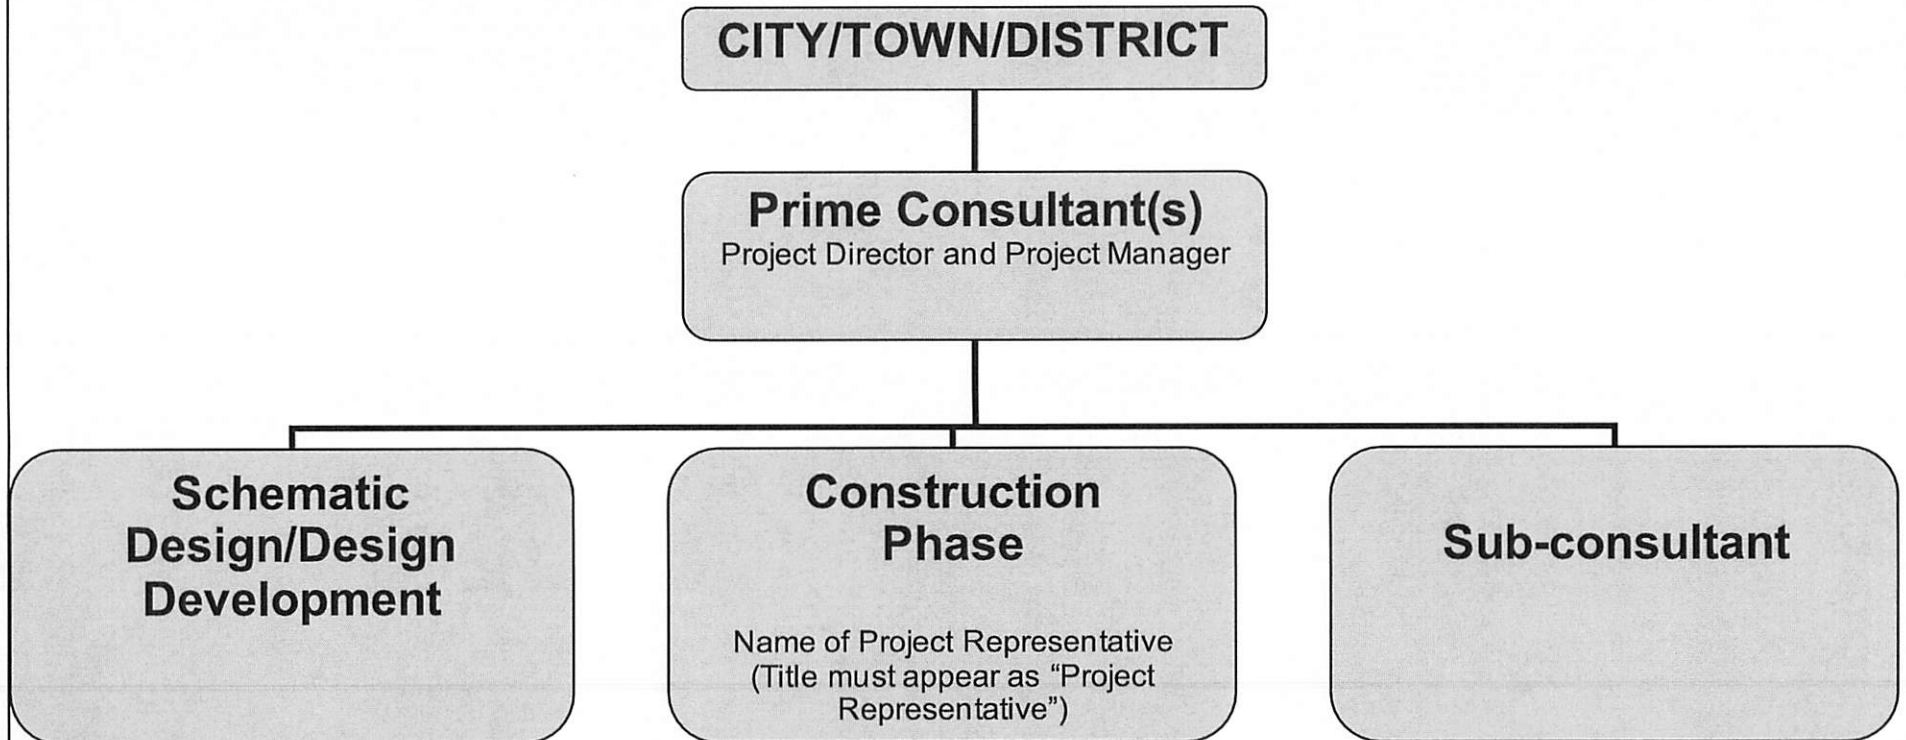 CITY/TOWN/DISTRICT
Prime Consultant(s)
Project Director and Project Manager
Schematic
Design/Design
Development
Construction
Phase
Name of Project Representative
(Title must appear as “Project
Representative”)
Sub-consultant